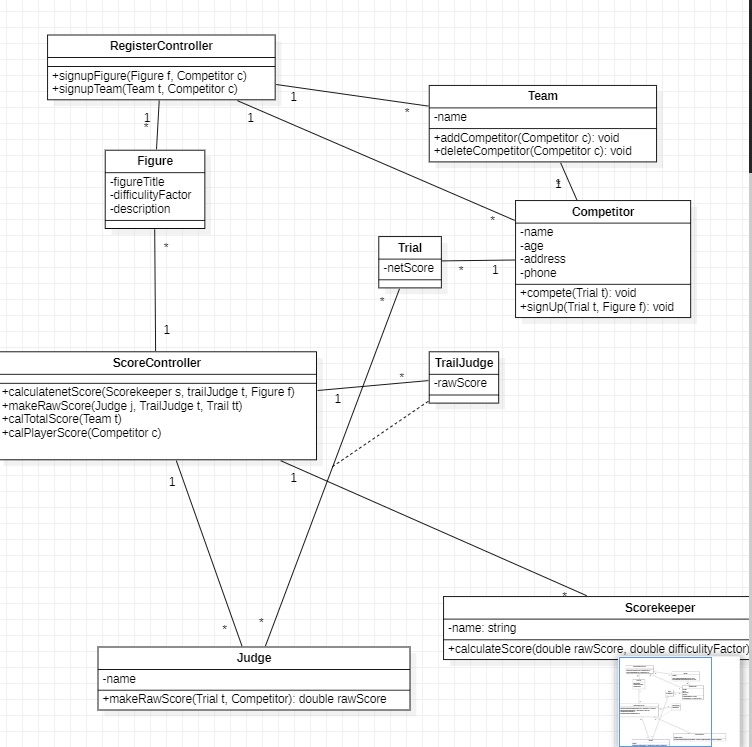 RegisterController
+signupFigure(Figure f, Competitor c)
+signupTeam(Team t, Competitor c)
1
*
1
*
1
Team
-name
+addCompetitor(Competitor c): void
+deleteCompetitor(Competitor c): void
Figure
-figureTitle
-difficulityFactor
-description
1
*
Competitor
-name
-age
-address
-phone
+compete(Trial t): void
+signUp(Trial t, Figure f): void
Trial
-netScore
*
1
*
*
1
ScoreController
+calculatenetScore(Scorekeeper s, trailJudge t, Figure f)
+makeRawScore(Judge j, TrailJudge t, Trail tt)
+calTotalScore(Team t)
+calPlayerScore(Competitor c)
*
1
TrailJudge
-rawScore
1
1
*
Scorekeeper
-name: string
+calculateScore(double rawScore, double difficulityFactor)
*
*
Judge
-name
+makeRawScore(Trial t, Competitor): double rawScore